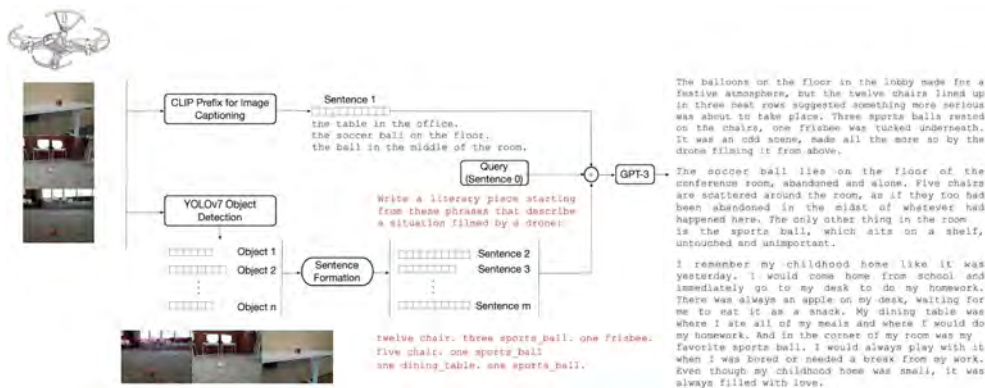 CLIP Prefix for Image
Captioning
Sentence 1
the table in the office.
the soccer ball on the floor.
the ball in the middle of the room.
Query
(Sentence 0)
+
GPT-3
Write a literary piece starting
from these phrases that describe
a situation filmed by a drone:
YOLOv7 Object
Detection
Object 1
Object 2
Object n
Sentence
Formation
Sentence 2
Sentence 3
Sentence m
twelve chair. three sports_ball. one frisbee.
five chair. one sports_ball
one dining_table. one sports_ball.
The balloons on the floor in the lobby made for a
festive atmosphere, but the twelve chairs lined up
in three neat rows suggested something more serious
was about to take place. Three sports balls rested
on the chairs, one frisbee was tucked underneath.
It was an odd scene, made all the more so by the
drone filming it from above.
The soccer ball lies on the floor of the
conference room, abandoned and alone. Five chairs
are scattered around the room, as if they too had
been abandoned in the midst of whatever had
happened here. The only other thing in the room
is the sports ball, which sits on a shelf,
untouched and unimportant.
I remember my childhood home like it was
yesterday. I would come home from school and
immediately go to my desk to do my homework.
There was always an apple on my desk, waiting for
me to eat it as a snack. My dining table was
where I ate all of my meals and where I would do
my homework. And in the corner of my room was my
favorite sports ball. I would always play with it
when I was bored or needed a break from my work.
Even though my childhood home was small, it was
always filled with love.